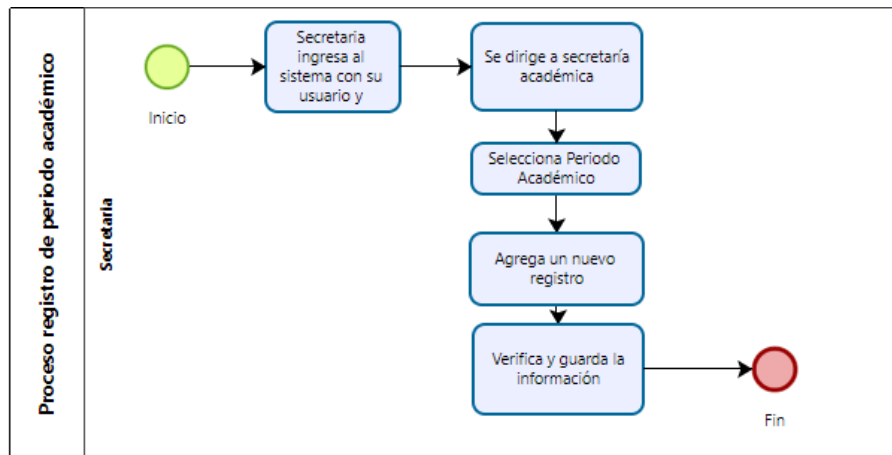 Proceso registro de periodo académico
Secretaria
Inicio
Secretaria
ingresa al
sistema con su
usuario y
Se dirige a secretaría
académica
Selecciona Periodo
Académico
Agrega un nuevo
registro
Verifica y guarda la
información
Fin